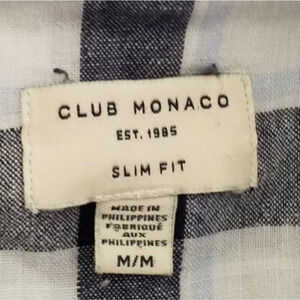 CLUB MONACO
EST. 1985
SLIM FIT
MADE IN
PHILIPPINES
FABRIQUÉ
AUX
PHILIPPINES
M/M